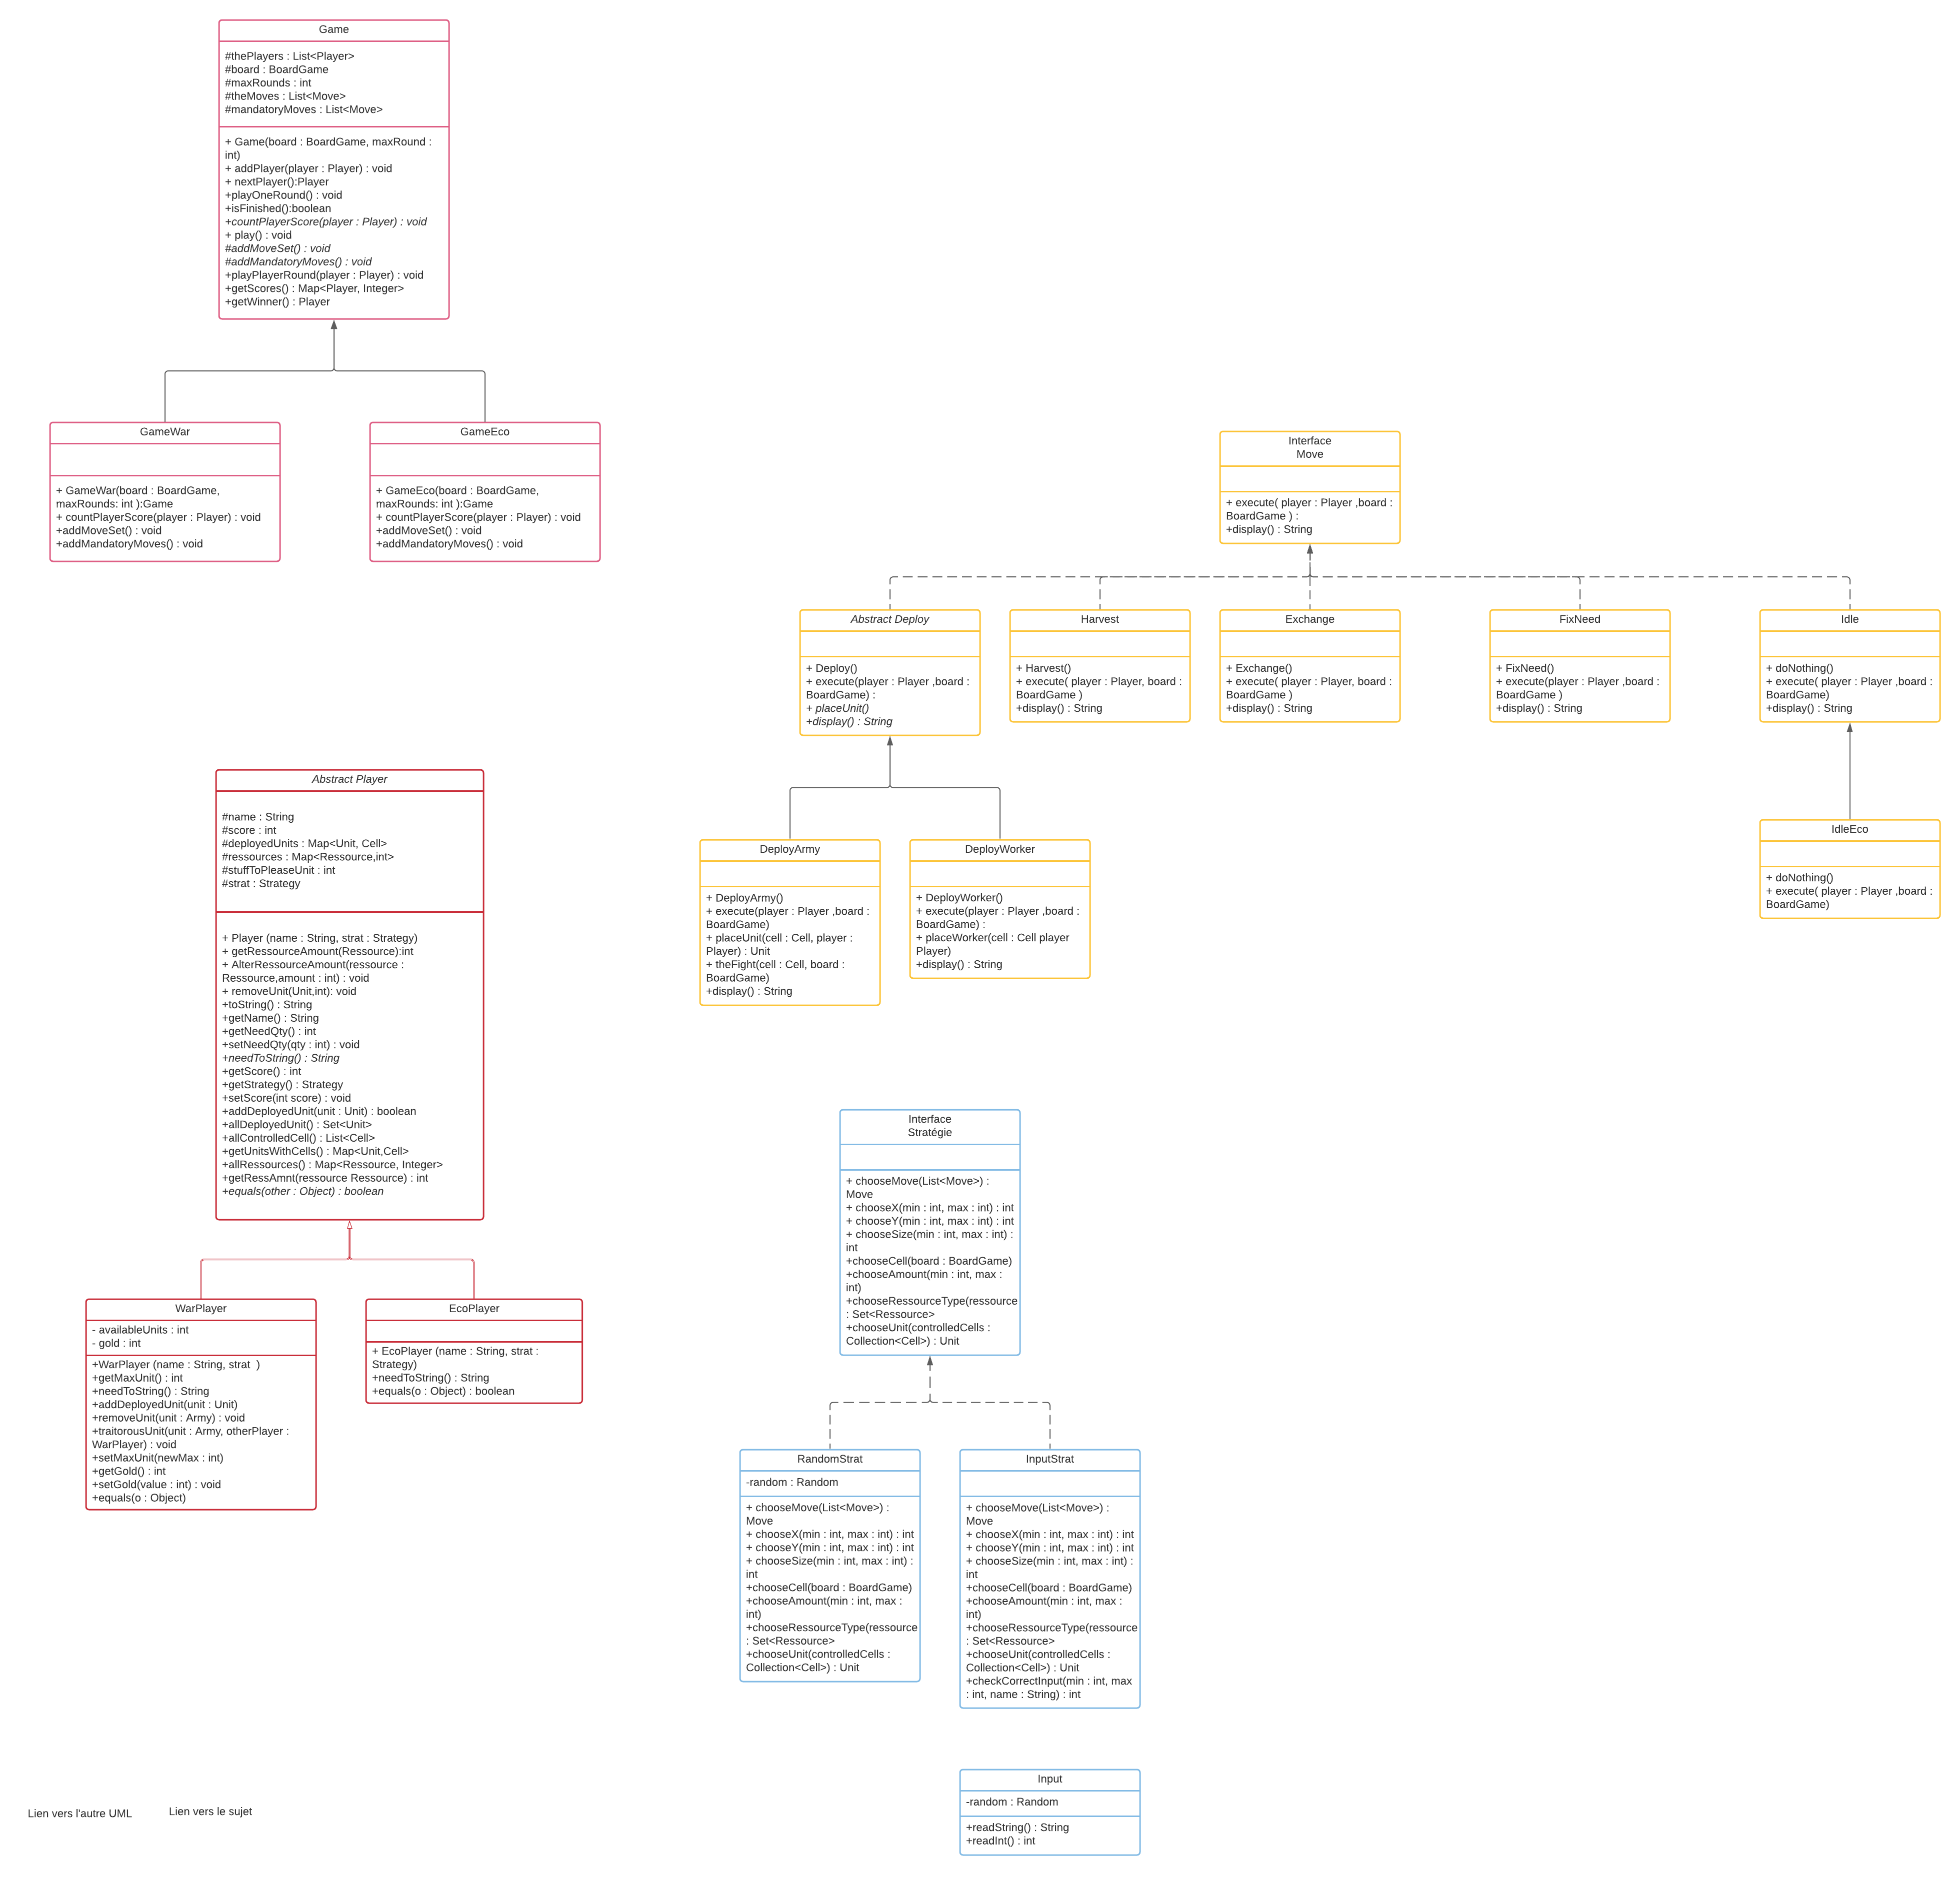 Game
#thePlayers : List<Player>
#board : BoardGame
#maxRounds : int
#theMoves : List<Move>
#mandatoryMoves : List<Move>
+ Game(board : BoardGame, maxRound :
int)
+ addPlayer(player : Player) : void
+ nextPlayer():Player
+playOneRound() : void
+isFinished():boolean
+countPlayerScore(player : Player) : void
+ play() : void
#addMoveSet() : void
#addMandatoryMoves() : void
+playPlayerRound(player : Player) : void
+getScores() : Map<Player, Integer>
+getWinner() : Player
GameWar
+ GameWar(board : BoardGame,
maxRounds: int ):Game
+ countPlayerScore(player : Player) : void
+addMoveSet() : void
+addMandatoryMoves() : void
GameEco
+ GameEco(board : BoardGame,
maxRounds: int ):Game
+ countPlayerScore(player : Player) : void
+addMoveSet() : void
+addMandatoryMoves() : void
Interface
Move
+ execute( player : Player ,board :
BoardGame ) :
+display() : String
Abstract Deploy
+ Deploy()
+ execute(player : Player ,board :
BoardGame) :
+ placeUnit()
+display() : String
Harvest
+ Harvest()
+ execute( player : Player, board :
BoardGame )
+display() : String
Exchange
+ Exchange()
+ execute( player : Player, board :
BoardGame )
+display() : String
FixNeed
+ FixNeed()
+ execute(player : Player ,board :
BoardGame )
+display() : String
Idle
+ doNothing()
+ execute( player : Player ,board :
BoardGame)
+display() : String
DeployArmy
+ DeployArmy()
+ execute(player : Player ,board :
BoardGame)
+ placeUnit(cell : Cell, player :
Player) : Unit
+ theFight(cell : Cell, board :
BoardGame)
+display() : String
DeployWorker
+ DeployWorker()
+ execute(player : Player ,board :
BoardGame) :
+ placeWorker(cell : Cell player
Player)
+display() : String
IdleEco
+ doNothing()
+ execute( player : Player ,board :
BoardGame)
Abstract Player
#name : String
#score : int
#deployedUnits : Map<Unit, Cell>
#ressources : Map<Ressource,int>
#stuffToPleaseUnit : int
#strat : Strategy
+ Player (name : String, strat : Strategy)
+ getRessourceAmount(Ressource):int
+ AlterRessourceAmount(ressource :
Ressource,amount : int) : void
+ removeUnit(Unit,int): void
+toString() : String
+getName() : String
+getNeedQty() : int
+setNeedQty(qty : int) : void
+needToString() : String
+getScore() : int
+getStrategy() : Strategy
+setScore(int score) : void
+addDeployedUnit(unit : Unit) : boolean
+allDeployedUnit() : Set<Unit>
+allControlledCell() : List<Cell>
+getUnitsWithCells() : Map<Unit,Cell>
+allRessources() : Map<Ressource, Integer>
+getRessAmnt(ressource Ressource) : int
+equals(other : Object) : boolean
WarPlayer
- availableUnits : int
- gold : int
+WarPlayer (name : String, strat  )
+getMaxUnit() : int
+needToString() : String
+addDeployedUnit(unit : Unit)
+removeUnit(unit : Army) : void
+traitorousUnit(unit : Army, otherPlayer :
WarPlayer) : void
+setMaxUnit(newMax : int)
+getGold() : int
+setGold(value : int) : void
+equals(o : Object)
EcoPlayer
+ EcoPlayer (name : String, strat :
Strategy)
+needToString() : String
+equals(o : Object) : boolean
Interface
Stratégie
+ chooseMove(List<Move>) :
Move
+ chooseX(min : int, max : int) : int
+ chooseY(min : int, max : int) : int
+ chooseSize(min : int, max : int) :
int
+chooseCell(board : BoardGame)
+chooseAmount(min : int, max :
int)
+chooseRessourceType(ressource
: Set<Ressource>
+chooseUnit(controlledCells :
Collection<Cell>) : Unit
RandomStrat
-random : Random
+ chooseMove(List<Move>) :
Move
+ chooseX(min : int, max : int) : int
+ chooseY(min : int, max : int) : int
+ chooseSize(min : int, max : int) :
int
+chooseCell(board : BoardGame)
+chooseAmount(min : int, max :
int)
+chooseRessourceType(ressource
: Set<Ressource>
+chooseUnit(controlledCells :
Collection<Cell>) : Unit
InputStrat
+ chooseMove(List<Move>) :
Move
+ chooseX(min : int, max : int) : int
+ chooseY(min : int, max : int) : int
+ chooseSize(min : int, max : int) :
int
+chooseCell(board : BoardGame)
+chooseAmount(min : int, max :
int)
+chooseRessourceType(ressource
: Set<Ressource>
+chooseUnit(controlledCells :
Collection<Cell>) : Unit
+checkCorrectInput(min : int, max
: int, name : String) : int
Input
-random : Random
+readString() : String
+readInt() : int
Lien vers l'autre UML
Lien vers le sujet